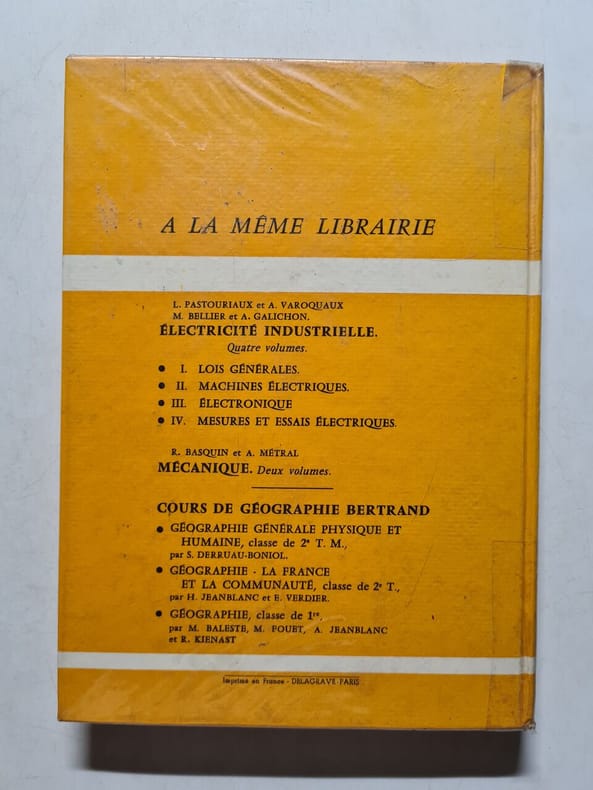 A LA MÊME LIBRAIRIE
L. PASTOURIAUX et A. VAROQUAUX
M. BELLIER et A. GALICHON.
ÉLECTRICITÉ INDUSTRIELLE.
Quatre volumes.
● I. LOIS GÉNÉRALES.
● II. MACHINES ÉLECTRIQUES.
● III. ÉLECTRONIQUE
● IV. MESURES ET ESSAIS ÉLECTRIQUES.
R. BASQUIN et A. MÉTRAL
MÉCANIQUE. Deux volumes.
COURS DE GÉOGRAPHIE BERTRAND
● GÉOGRAPHIE GÉNÉRALE PHYSIQUE ET
HUMAINE, classe de 2e T. M.,
par S. DERRUAU-BONIOL.
● GÉOGRAPHIE - LA FRANCE
ET LA COMMUNAUTÉ, classe de 2e T.,
par H. JEANBLANC et E. VERDIER.
● GÉOGRAPHIE, classe de 1re,
par M. BALESTE, M. FOUET, A. JEANBLANC
et R. KIENAST
Imprimé en France - DELAGRAVE PARIS